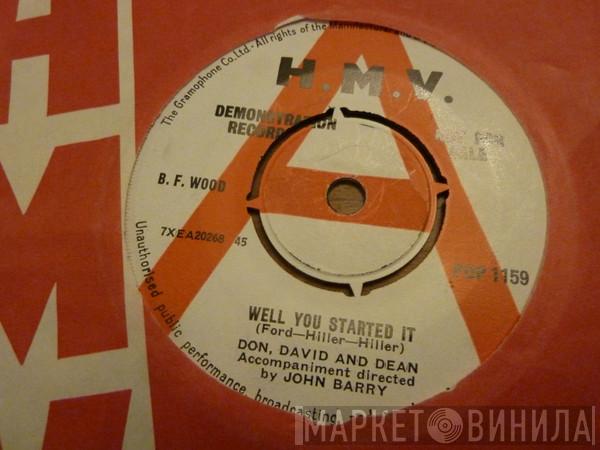 The Gramophone Co. Ltd. - All rights of the Manufacturer
H.M.V.
DEMONSTRATION
RECORD
NOT FOR
SALE
B. F. WOOD
7XEA20268 45
POP 1159
WELL YOU STARTED IT
(Ford—Hiller—Hiller)
DON, DAVID AND DEAN
Accompaniment directed
by JOHN BARRY
Unauthorised public performance, broadcasting
МАРКЕТ ВИНИЛА